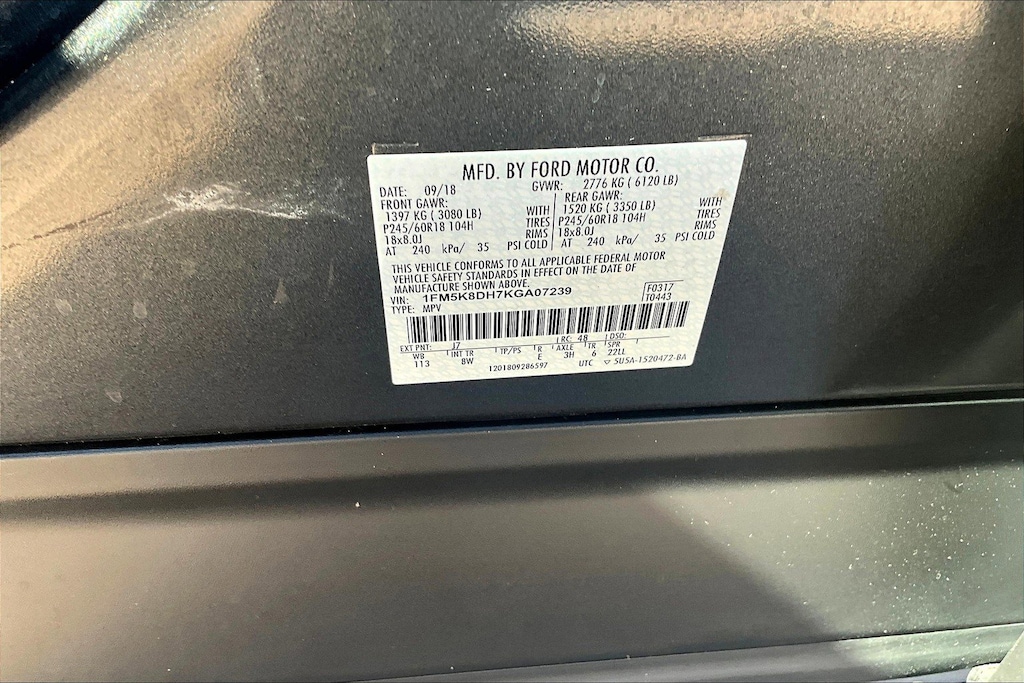 MFD. BY FORD MOTOR CO.
DATE: 09/18 GVWR: 2776 KG ( 6120 LB)
FRONT GAWR: REAR GAWR:
1397 KG ( 3080 LB) WITH 1520 KG ( 3350 LB) WITH
P245/60R18 104H TIRES P245/60R18 104H TIRES
18x8.0J RIMS 18x8.0J RIMS
AT 240 kPa/ 35 PSI COLD AT 240 kPa/ 35 PSI COLD
THIS VEHICLE CONFORMS TO ALL APPLICABLE FEDERAL MOTOR
VEHICLE SAFETY STANDARDS IN EFFECT ON THE DATE OF
MANUFACTURE SHOWN ABOVE.
VIN: 1FM5K8DH7KGA07239 F0317
TYPE: MPV T0443
EXT PNT: J7 RC: 48 DSO:
WB INT TR TP/PS R AXLE TR SPR
113 8W E 3H 6 22LL
1201809286597 UTC ▽ 5U5A-1520472-BA